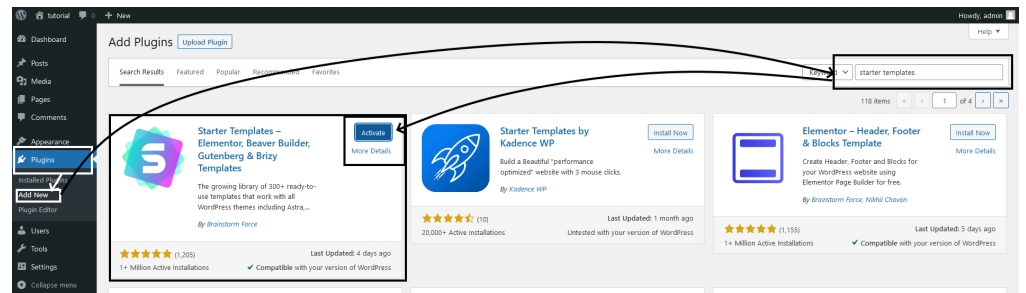 tutorial 0 + New
Howdy, admin
Dashboard
Posts
Media
Pages
Comments
Appearance
Plugins
Installed Plugins
Add New
Plugin Editor
Users
Tools
Settings
Collapse menu
Help
Add Plugins Upload Plugin
Search Results Featured Popular Recommended Favorites
Keyword starter templates
118 items « ‹ 1 of 4 › »
Starter Templates –
Elementor, Beaver Builder,
Gutenberg & Brizy
Templates
Activate
More Details
The growing library of 300+ ready-to-
use templates that work with all
WordPress themes including Astra,...
By Brainstorm Force
(1,205)
Last Updated: 4 days ago
1+ Million Active Installations
Compatible with your version of WordPress
Starter Templates by
Kadence WP
Install Now
More Details
Build a Beautiful "performance
optimized" website with 3 mouse clicks.
By Kadence WP
(10)
Last Updated: 1 month ago
20,000+ Active Installations
Untested with your version of WordPress
Elementor – Header, Footer
& Blocks Template
Install Now
More Details
Create Header, Footer and Blocks for
your WordPress website using
Elementor Page Builder for free.
By Brainstorm Force, Nikhil Chavan
(1,155)
Last Updated: 5 days ago
1+ Million Active Installations
Compatible with your version of WordPress